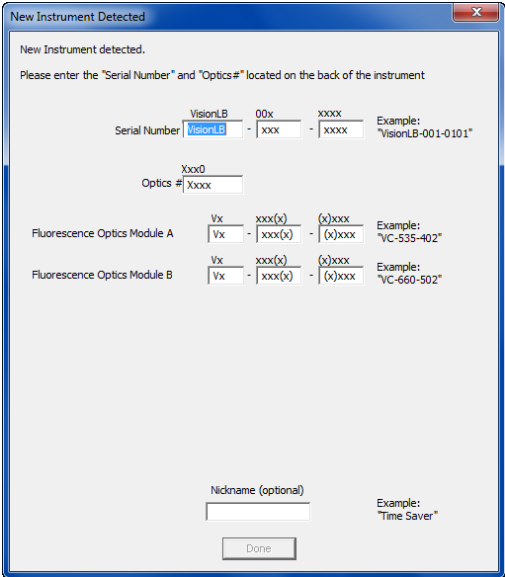 New Instrument Detected
New Instrument detected.
Please enter the "Serial Number" and "Optics#" located on the back of the instrument
VisionLB 00x xxxx
Serial Number VisionLB - xxx - xxxx Example:
"VisionLB-001-0101"
Xxx0
Optics # Xxxx
Vx xxx(x) (x)xxx
Fluorescence Optics Module A Vx - xxx(x) - (x)xxx Example:
"VC-535-402"
Vx xxx(x) (x)xxx
Fluorescence Optics Module B Vx - xxx(x) - (x)xxx Example:
"VC-660-502"
Nickname (optional)
Example:
"Time Saver"
Done